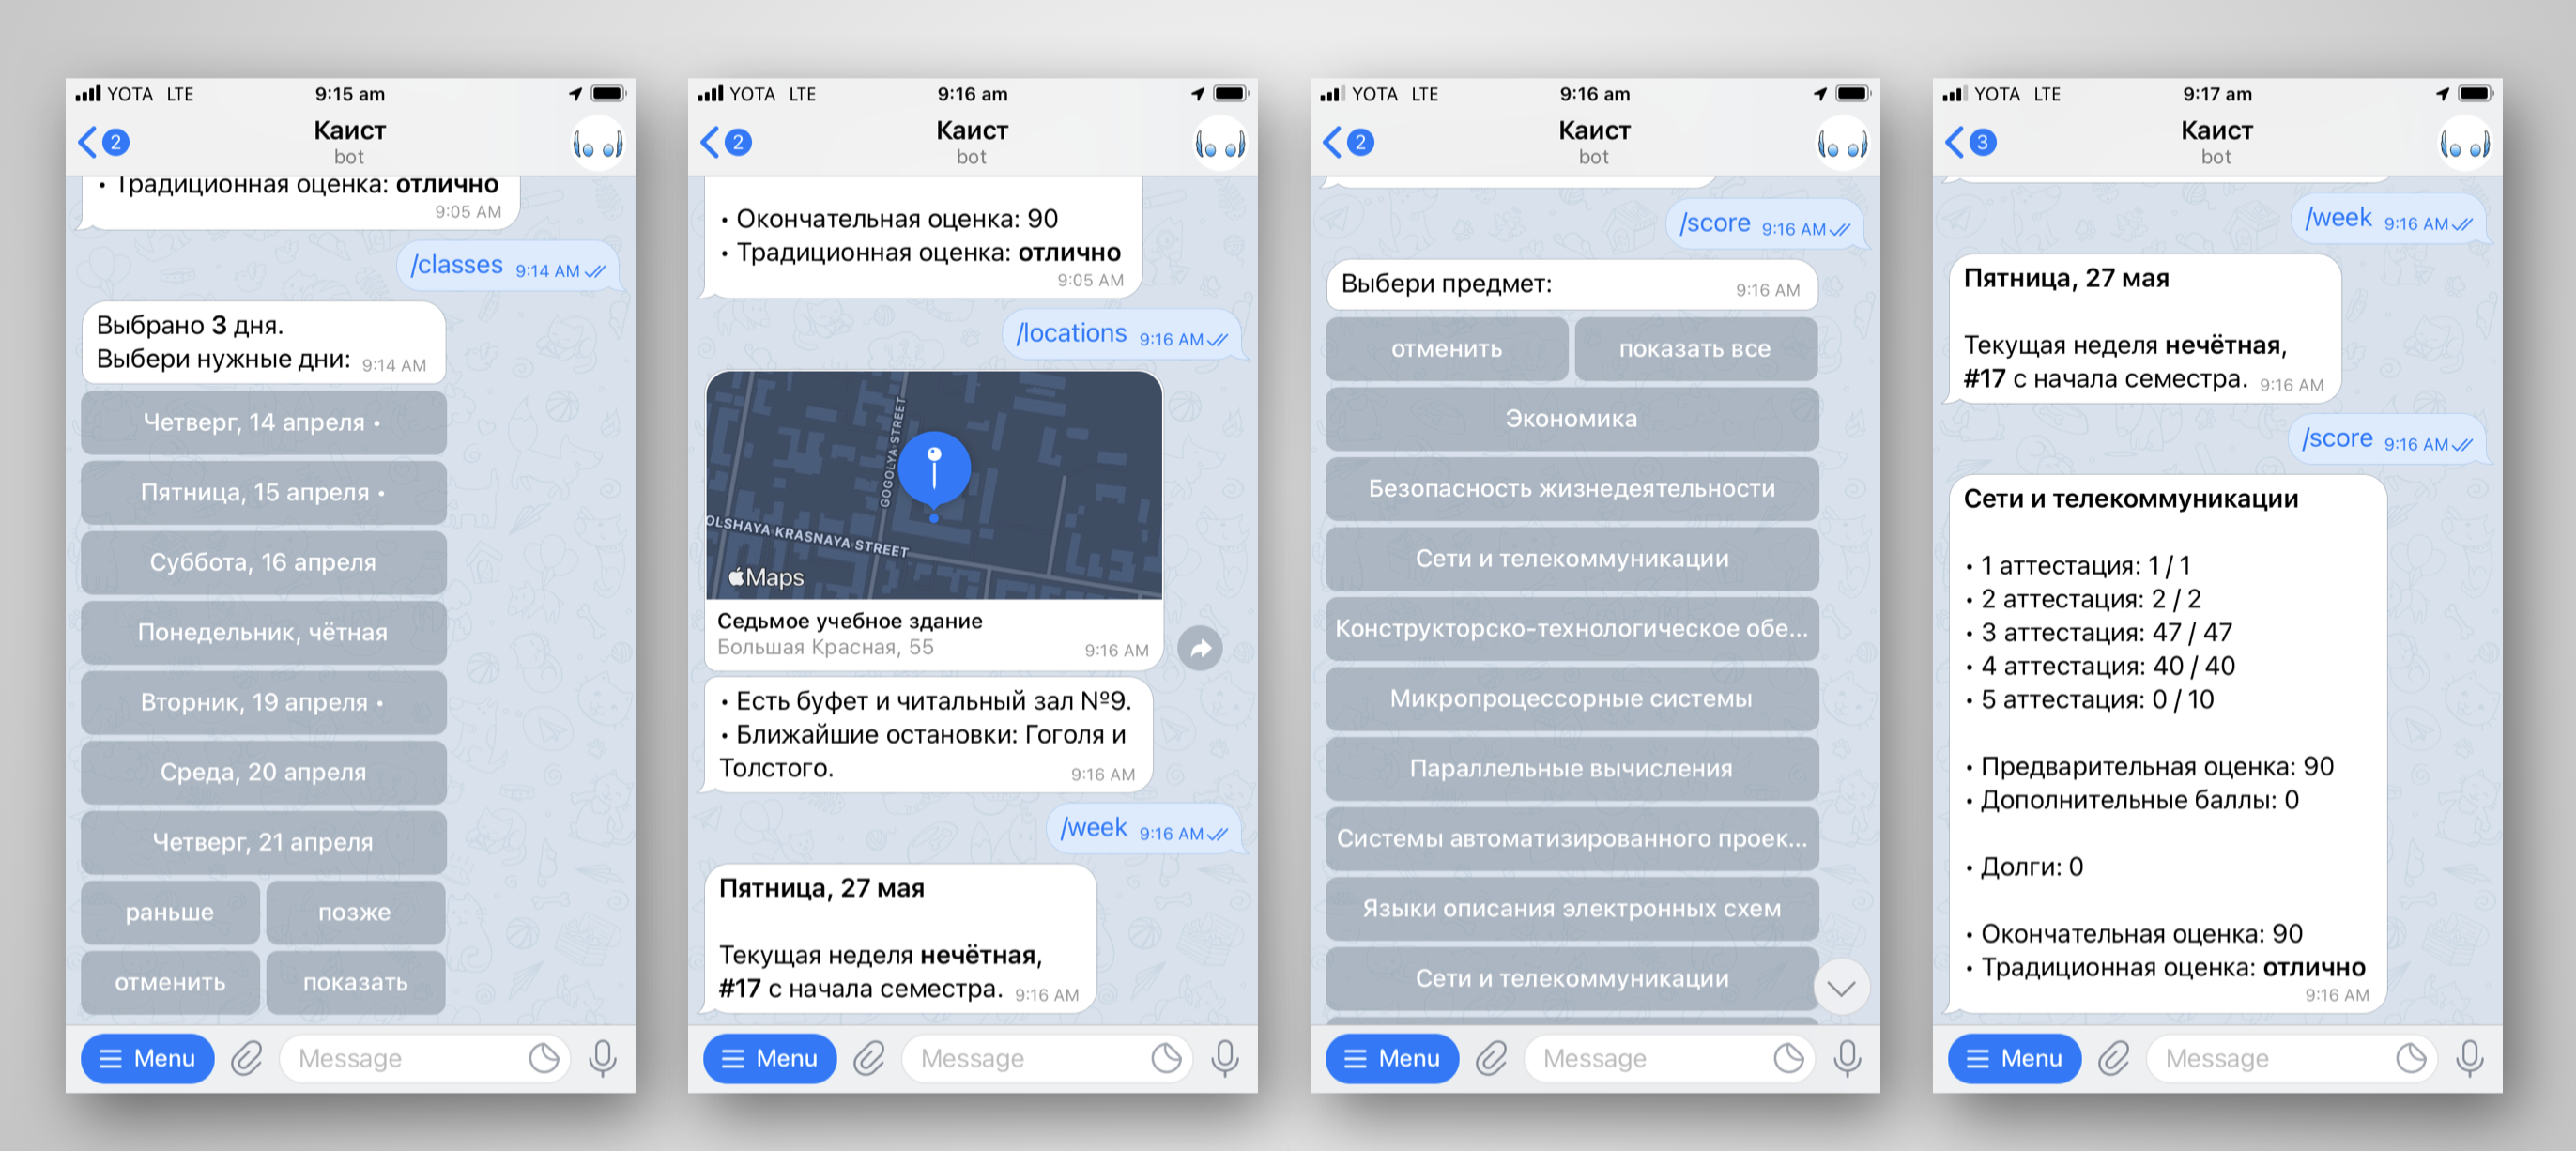 YOTA LTE 9:15 am
2 Каист
bot
• Традиционная оценка: отлично
9:05 AM
/classes 9:14 AM
Выбрано 3 дня.
Выбери нужные дни: 9:14 AM
Четверг, 14 апреля •
Пятница, 15 апреля •
Суббота, 16 апреля
Понедельник, чётная
Вторник, 19 апреля •
Среда, 20 апреля
Четверг, 21 апреля
раньше позже
отменить показать
Menu Message
YOTA LTE 9:16 am
2 Каист
bot
• Окончательная оценка: 90
• Традиционная оценка: отлично
9:05 AM
/locations 9:16 AM
GOGOLYA STREET
OLSHAYA KRASNAYA STREET
Maps
Седьмое учебное здание
Большая Красная, 55 9:16 AM
• Есть буфет и читальный зал №9.
• Ближайшие остановки: Гоголя и
Толстого. 9:16 AM
/week 9:16 AM
Пятница, 27 мая
Текущая неделя нечётная,
#17 с начала семестра. 9:16 AM
Menu Message
YOTA LTE 9:16 am
2 Каист
bot
/score 9:16 AM
Выбери предмет: 9:16 AM
отменить показать все
Экономика
Безопасность жизнедеятельности
Сети и телекоммуникации
Конструкторско-технологическое обе...
Микропроцессорные системы
Параллельные вычисления
Системы автоматизированного проек...
Языки описания электронных схем
Сети и телекоммуникации
Menu Message
YOTA LTE 9:17 am
3 Каист
bot
/week 9:16 AM
Пятница, 27 мая
Текущая неделя нечётная,
#17 с начала семестра. 9:16 AM
/score 9:16 AM
Сети и телекоммуникации
• 1 аттестация: 1 / 1
• 2 аттестация: 2 / 2
• 3 аттестация: 47 / 47
• 4 аттестация: 40 / 40
• 5 аттестация: 0 / 10
• Предварительная оценка: 90
• Дополнительные баллы: 0
• Долги: 0
• Окончательная оценка: 90
• Традиционная оценка: отлично
9:16 AM
Menu Message